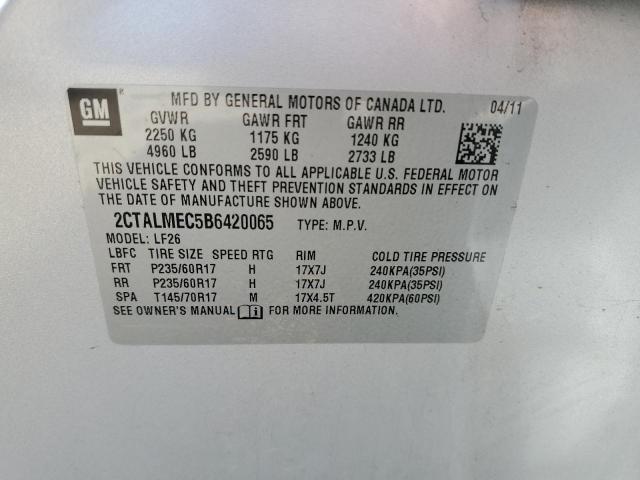 GM
MFD BY GENERAL MOTORS OF CANADA LTD. 04/11
GVWR GAWR FRT GAWR RR
2250 KG 1175 KG 1240 KG
4960 LB 2590 LB 2733 LB
THIS VEHICLE CONFORMS TO ALL APPLICABLE U.S. FEDERAL MOTOR
VEHICLE SAFETY AND THEFT PREVENTION STANDARDS IN EFFECT ON
THE DATE OF MANUFACTURE SHOWN ABOVE.
2CTALMEC5B6420065 TYPE: M.P.V.
MODEL: LF26
LBFC TIRE SIZE SPEED RTG RIM COLD TIRE PRESSURE
FRT P235/60R17 H 17X7J 240KPA(35PSI)
RR P235/60R17 H 17X7J 240KPA(35PSI)
SPA T145/70R17 M 17X4.5T 420KPA(60PSI)
SEE OWNER'S MANUAL FOR MORE INFORMATION.